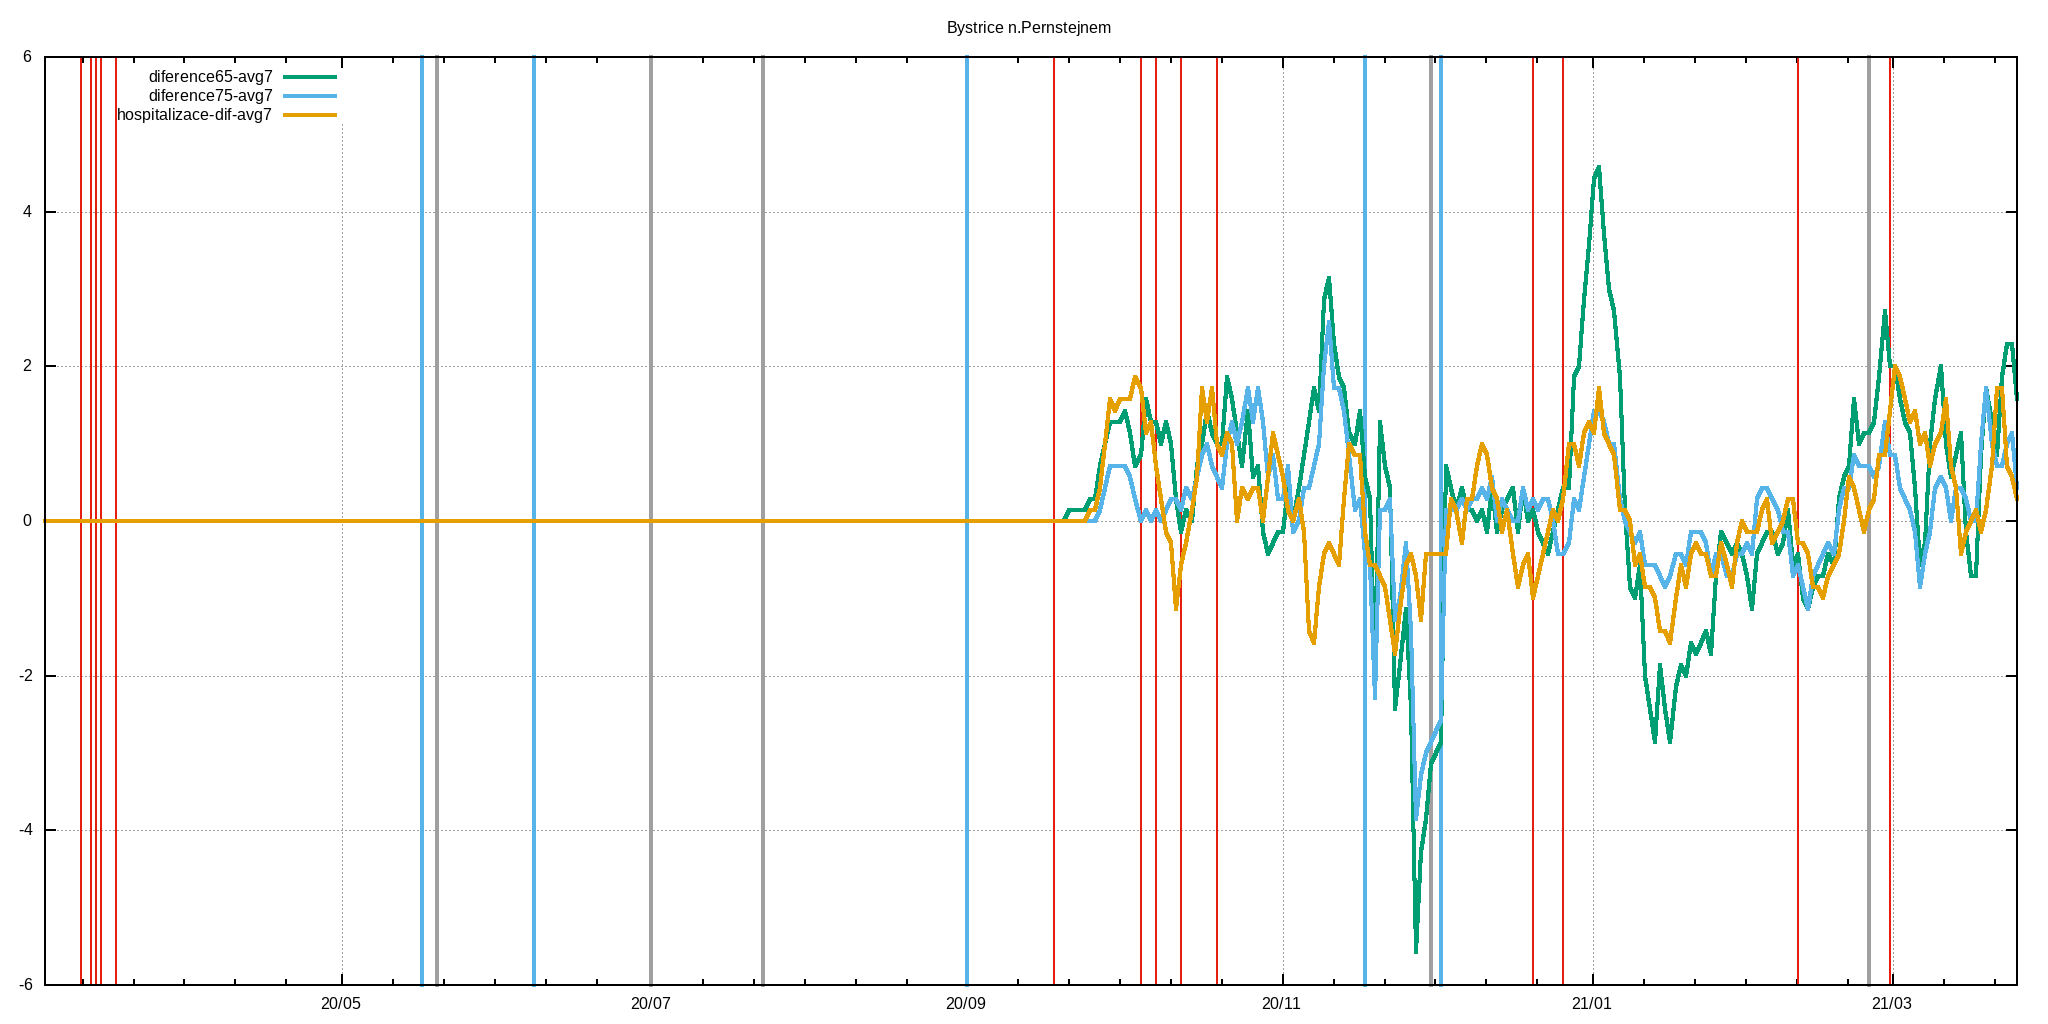 Bystrice n.Pernstejnem
diference65-avg7
diference75-avg7
hospitalizace-dif-avg7
6
4
2
0
-2
-4
-6
20/05 20/07 20/09 20/11 21/01 21/03